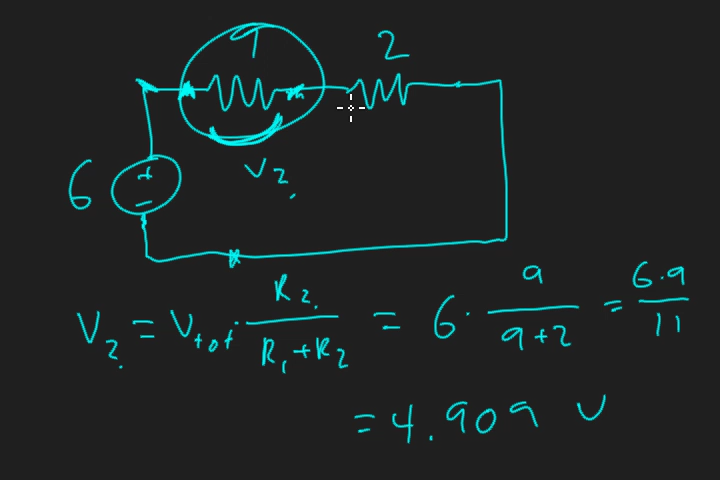 9 2
6 + −
V2.
V2. = Vtot · R2. / R1 + R2 = 6 · 9 / 9 + 2 = 6 · 9 / 11
= 4.909 V